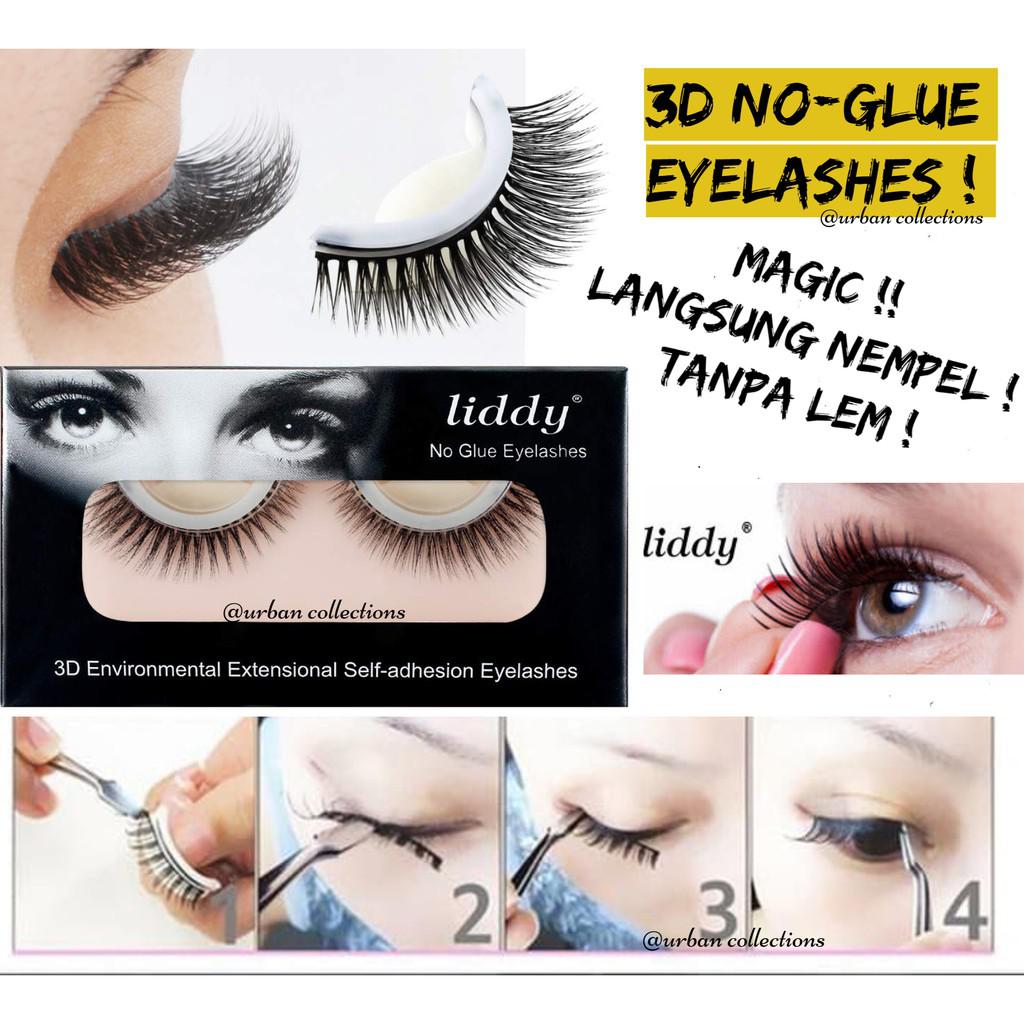 3D NO-GLUE
EYELASHES !
@urban collections
MAGIC !!
LANGSUNG NEMPEL !
TANPA LEM !
liddy®
No Glue Eyelashes
@urban collections
3D Environmental Extensional Self-adhesion Eyelashes
liddy®
1
2
3
4
@urban collections